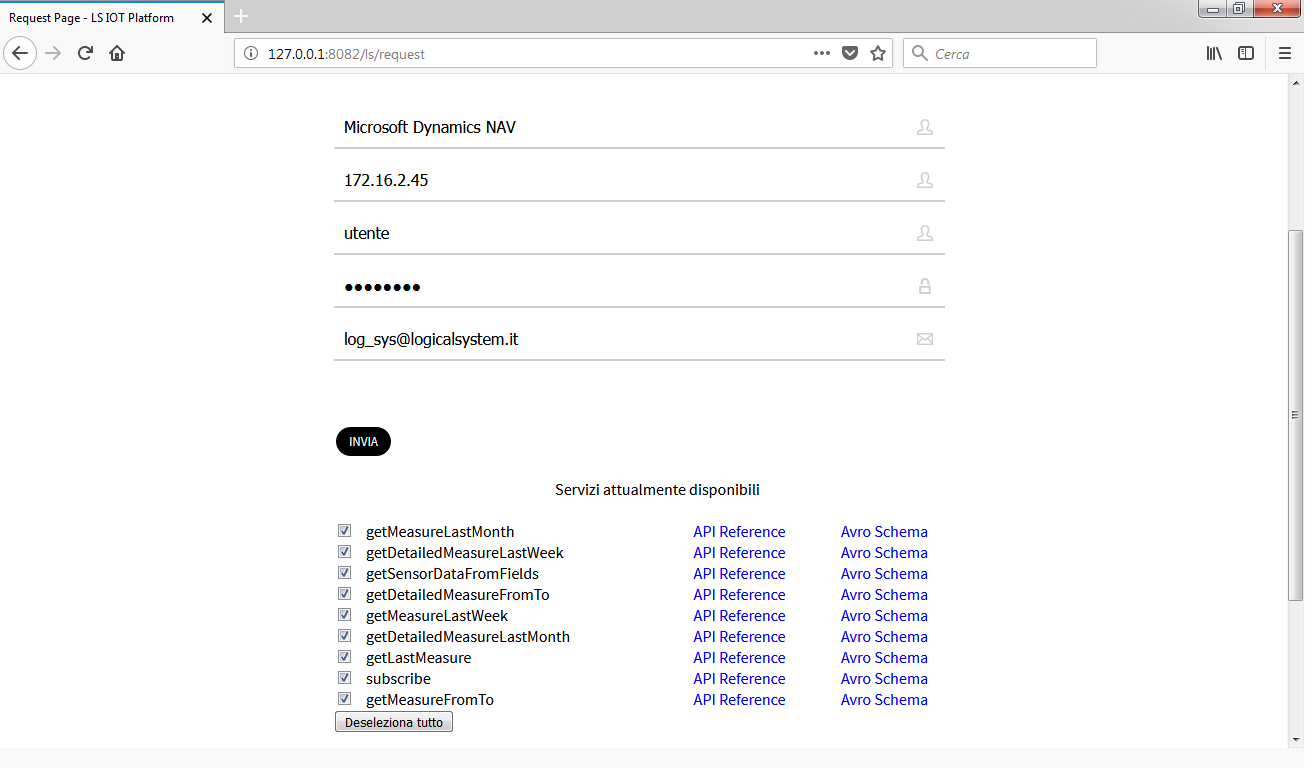 Request Page - LS IOT Platform
127.0.0.1:8082/ls/request
Cerca
Microsoft Dynamics NAV
172.16.2.45
utente
••••••••
log_sys@logicalsystem.it
INVIA
Servizi attualmente disponibili
getMeasureLastMonth API Reference Avro Schema
getDetailedMeasureLastWeek API Reference Avro Schema
getSensorDataFromFields API Reference Avro Schema
getDetailedMeasureFromTo API Reference Avro Schema
getMeasureLastWeek API Reference Avro Schema
getDetailedMeasureLastMonth API Reference Avro Schema
getLastMeasure API Reference Avro Schema
subscribe API Reference Avro Schema
getMeasureFromTo API Reference Avro Schema
Deseleziona tutto